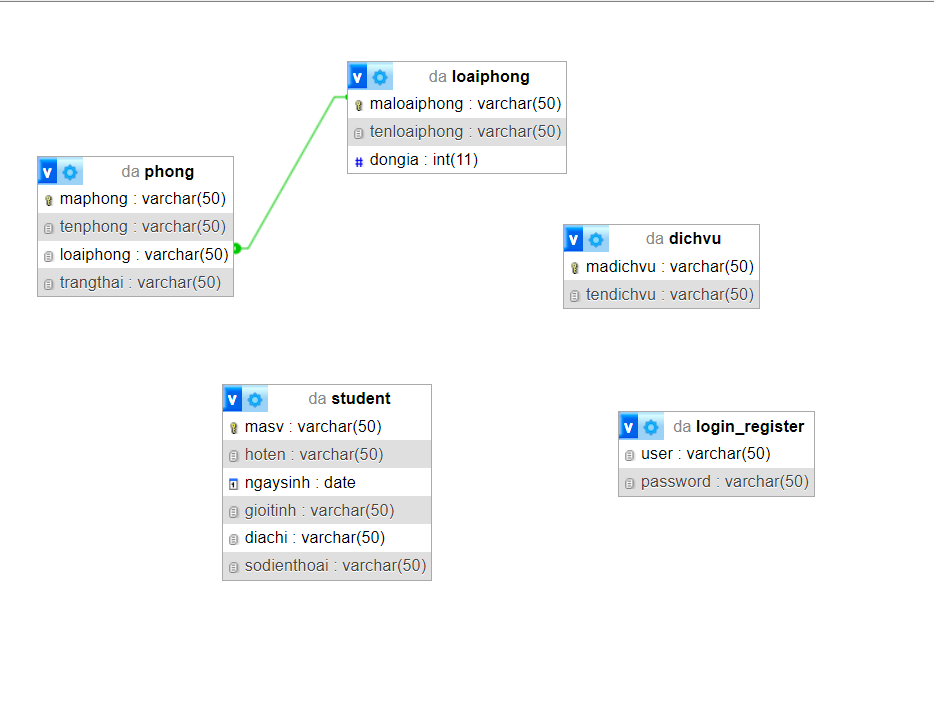 v da loaiphong
maloaiphong : varchar(50)
tenloaiphong : varchar(50)
# dongia : int(11)
v da phong
maphong : varchar(50)
tenphong : varchar(50)
loaiphong : varchar(50)
trangthai : varchar(50)
v da dichvu
madichvu : varchar(50)
tendichvu : varchar(50)
v da student
masv : varchar(50)
hoten : varchar(50)
1 ngaysinh : date
gioitinh : varchar(50)
diachi : varchar(50)
sodienthoai : varchar(50)
v da login_register
user : varchar(50)
password : varchar(50)